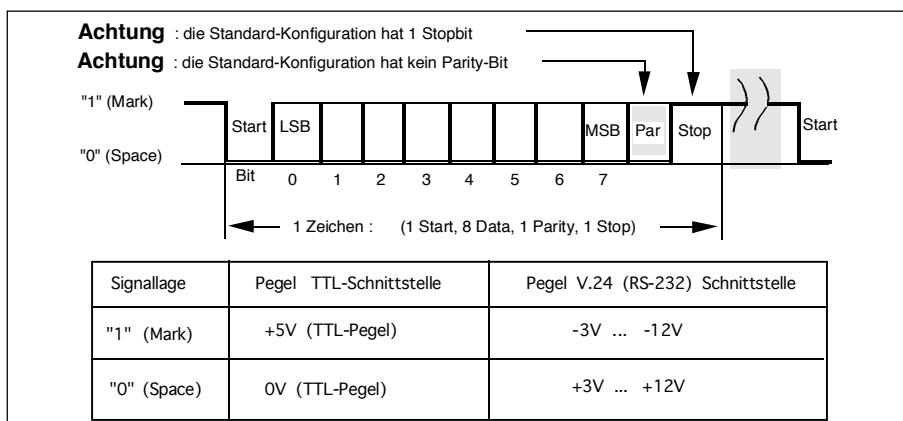 Achtung : die Standard-Konfiguration hat 1 Stopbit
Achtung : die Standard-Konfiguration hat kein Parity-Bit
"1" (Mark)
Start LSB MSB Par Stop Start
"0" (Space)
Bit 0 1 2 3 4 5 6 7
1 Zeichen : (1 Start, 8 Data, 1 Parity, 1 Stop)
Signallage Pegel TTL-Schnittstelle Pegel V.24 (RS-232) Schnittstelle
"1" (Mark) +5V (TTL-Pegel) -3V ... -12V
"0" (Space) 0V (TTL-Pegel) +3V ... +12V